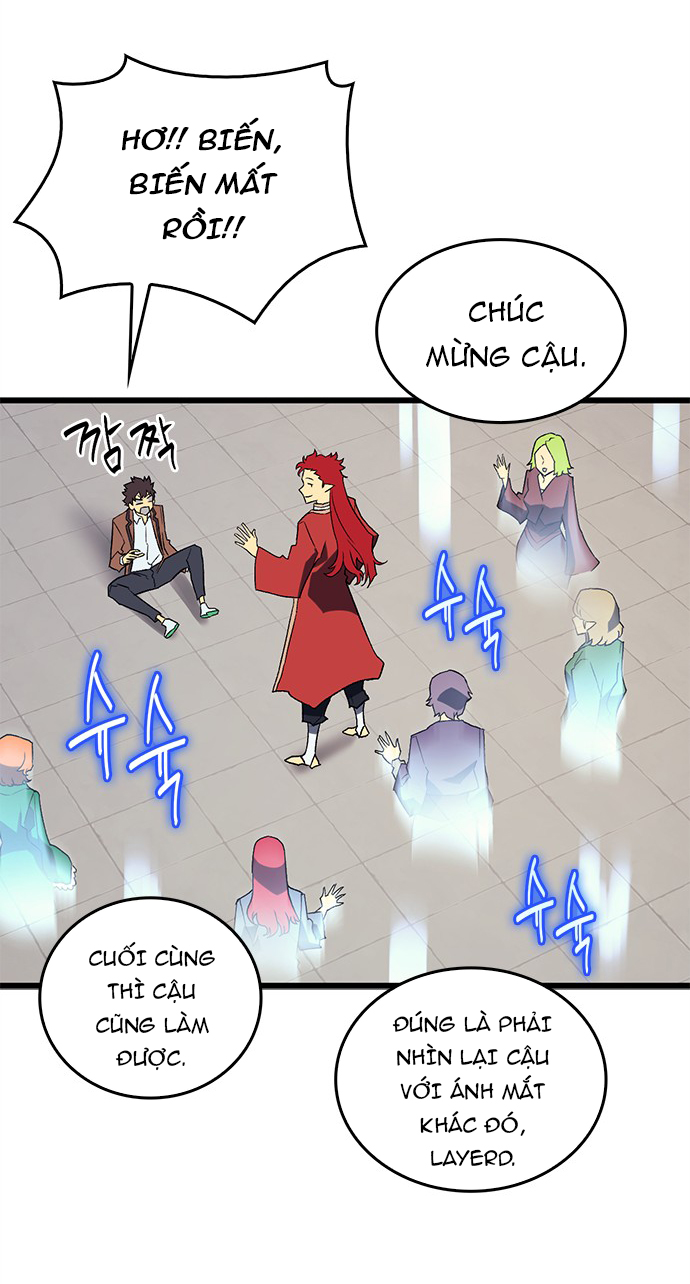 HƠ!! BIẾN,
BIẾN MẤT
RỒI!!
CHÚC
MỪNG CẬU.
깜짝
수숙
수숙
수숙
CUỐI CÙNG
THÌ CẬU
CŨNG LÀM
ĐƯỢC.
ĐÚNG LÀ PHẢI
NHÌN LẠI CẬU
VỚI ÁNH MẮT
KHÁC ĐÓ,
LAYERD.